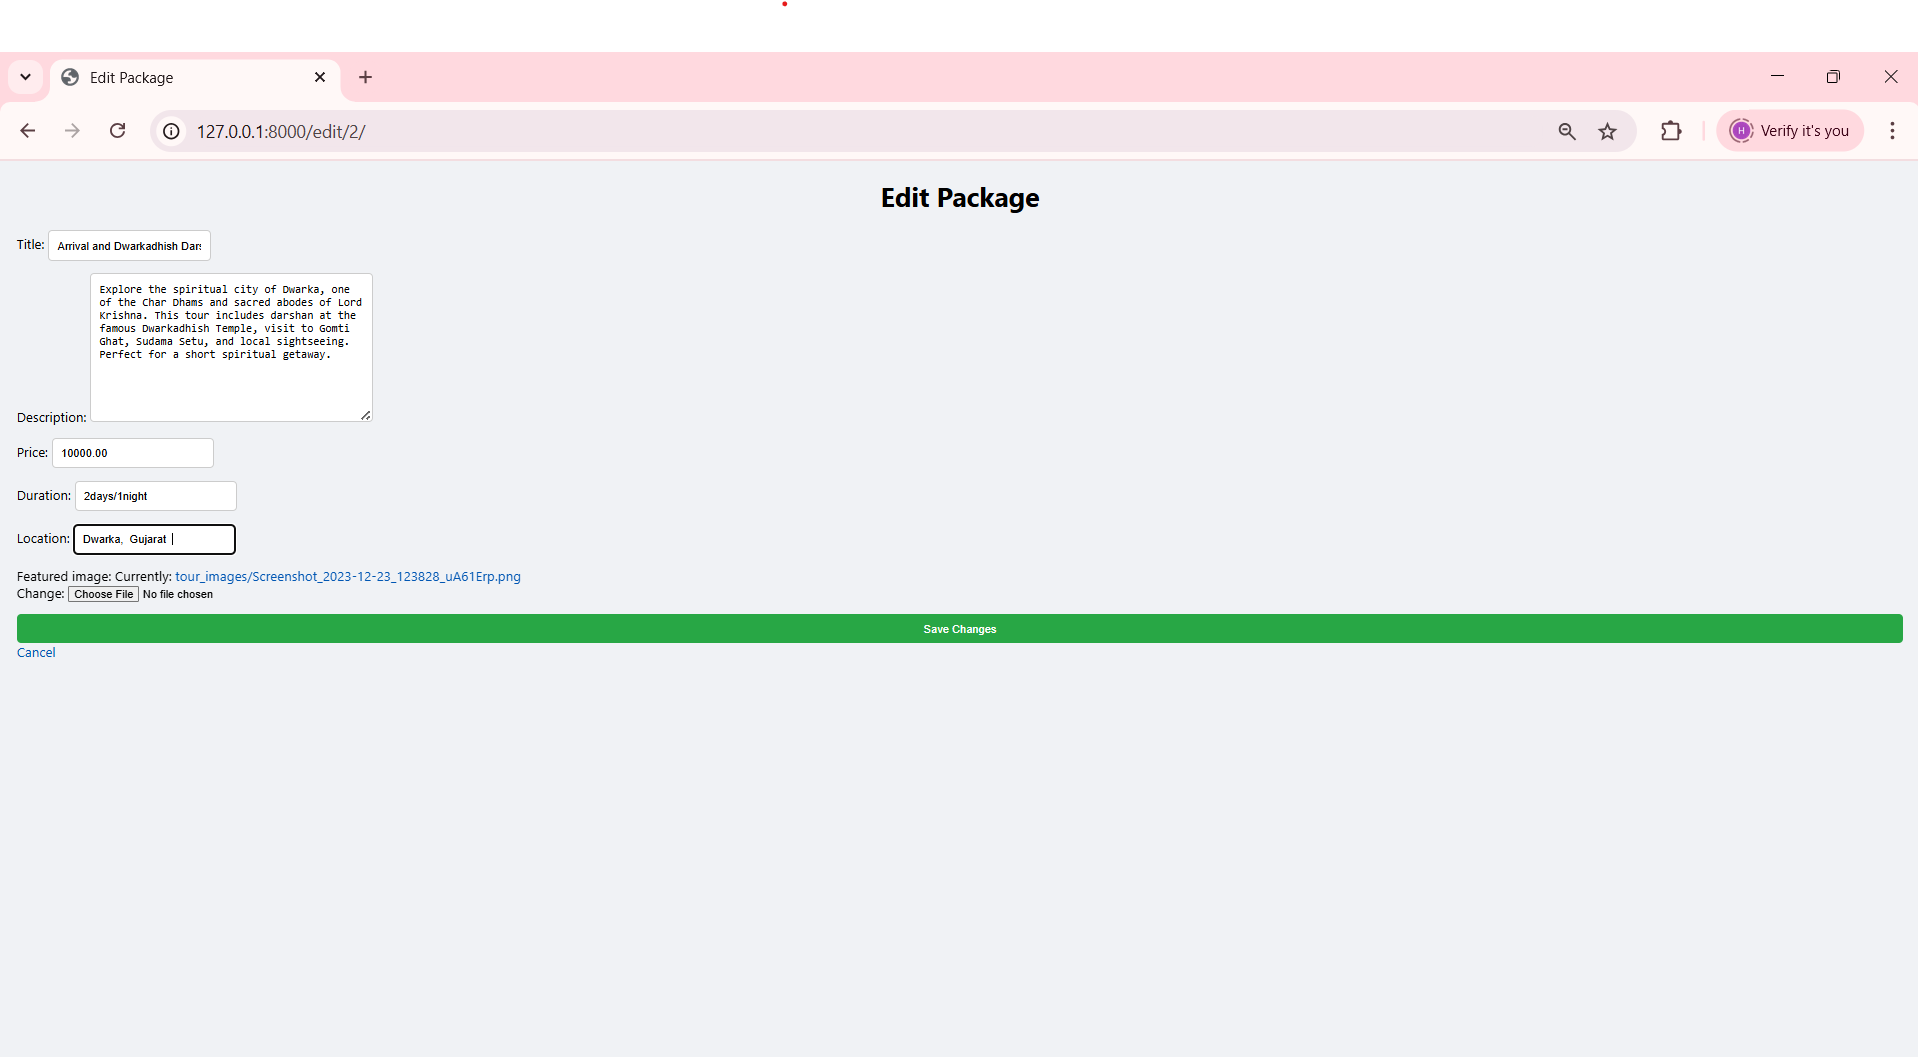 Edit Package
127.0.0.1:8000/edit/2/
H Verify it's you
Edit Package
Title: Arrival and Dwarkadhish Dar
Explore the spiritual city of Dwarka, one
of the Char Dhams and sacred abodes of Lord
Krishna. This tour includes darshan at the
famous Dwarkadhish Temple, visit to Gomti
Ghat, Sudama Setu, and local sightseeing.
Perfect for a short spiritual getaway.
Description:
Price: 10000.00
Duration: 2days/1night
Location: Dwarka, Gujarat
Featured image: Currently: tour_images/Screenshot_2023-12-23_123828_uA61Erp.png
Change: Choose File No file chosen
Save Changes
Cancel